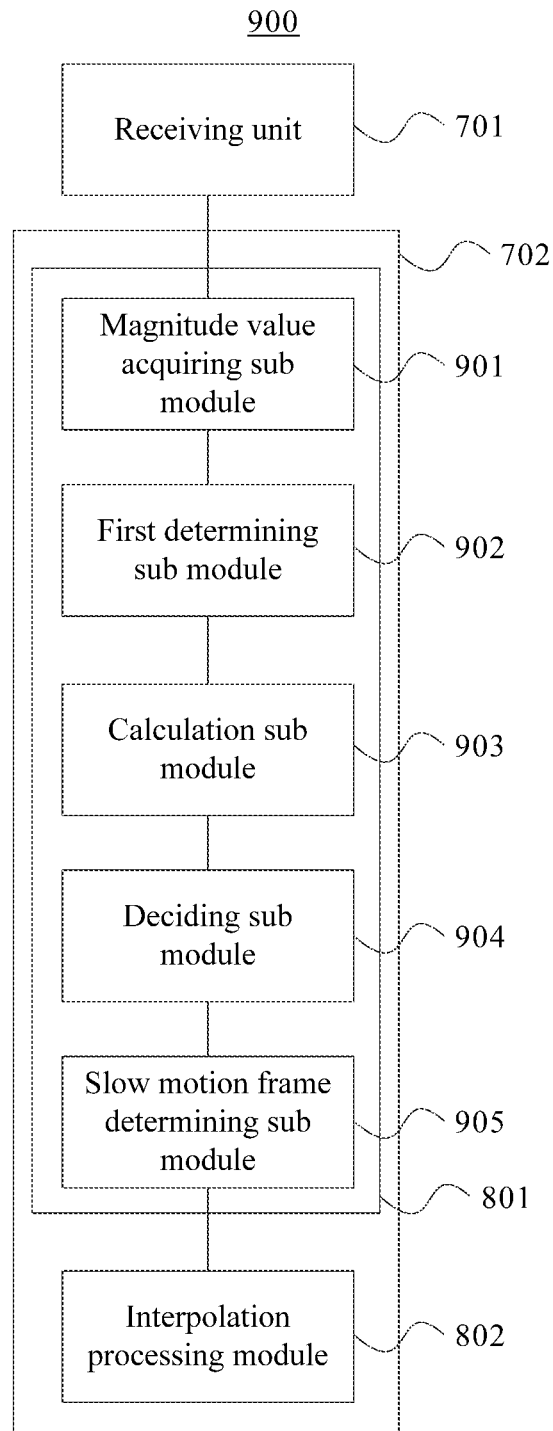 900
Receiving unit
701
702
Magnitude value
acquiring sub
module
901
First determining
sub module
902
Calculation sub
module
903
Deciding sub
module
904
Slow motion frame
determining sub
module
905
801
Interpolation
processing module
802